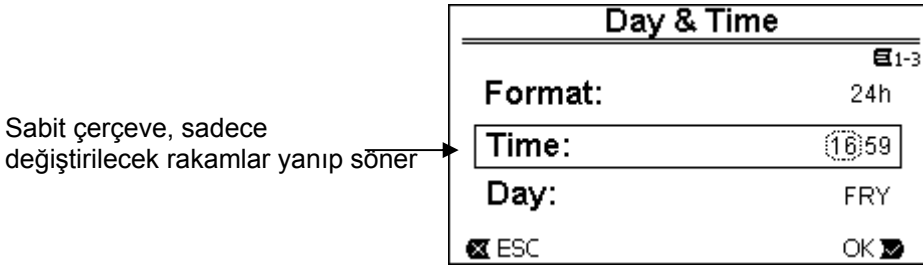 Day & Time
1-3
Format: 24h
Sabit çerçeve, sadece
değiştirilecek rakamlar yanıp söner
Time: 16:59
Day: FRY
ESC OK